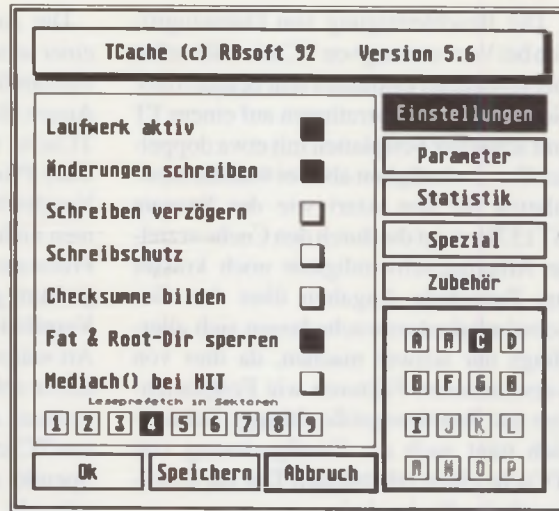 TCache (c) RBsoft 92 Version 5.6
Laufwerk aktiv
Änderungen schreiben
Schreiben verzögern
Schreibschutz
Checksumme bilden
Fat & Root-Dir sperren
Mediach() bei HIT
Leseprefetch in Sektoren
1 2 3 4 5 6 7 8 9
Ok Speichern Abbruch
Einstellungen
Parameter
Statistik
Spezial
Zubehör
C D
F G
I J K L
M N O P